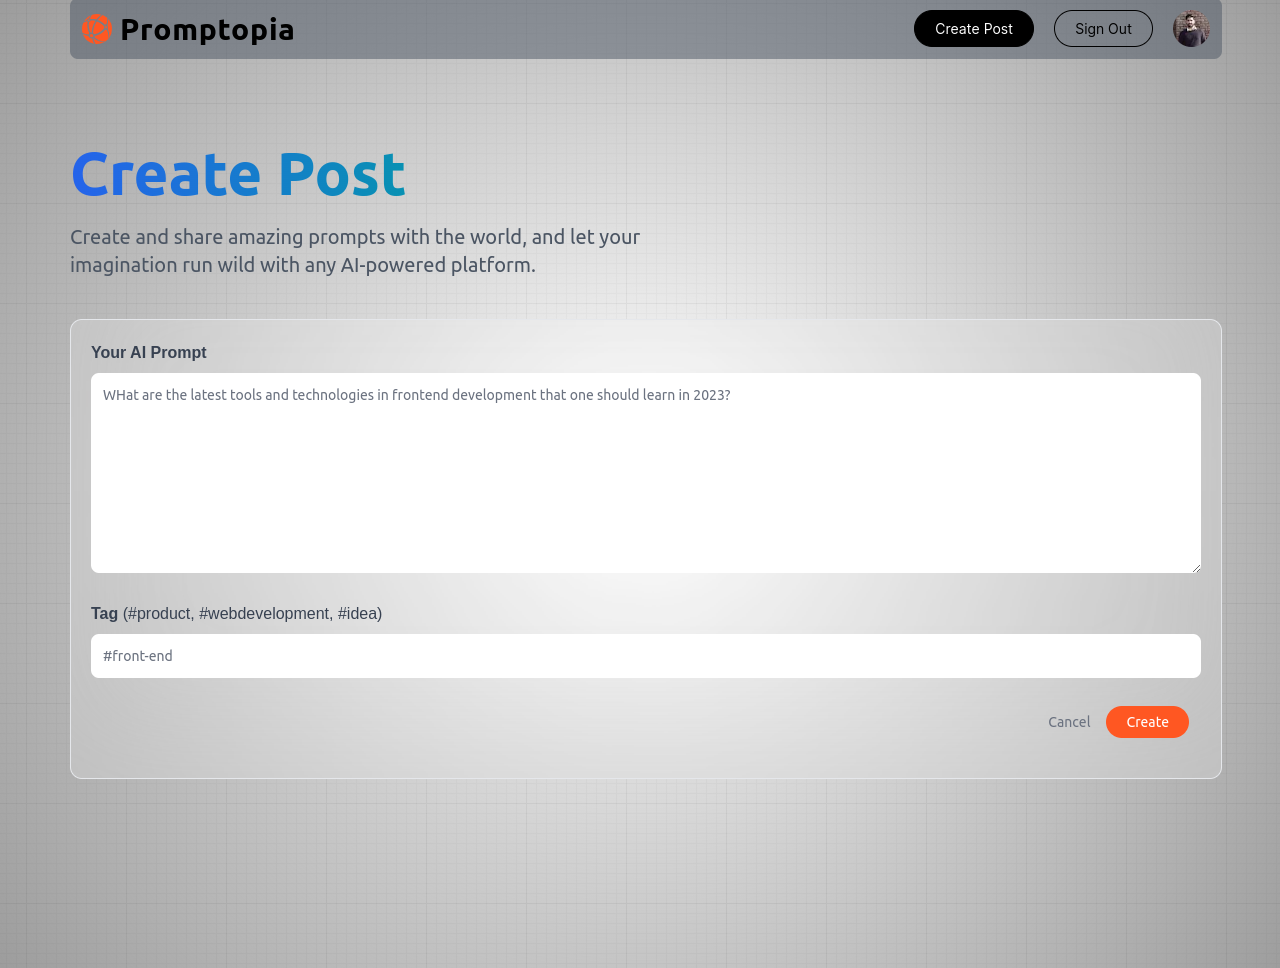 Promptopia
Create Post
Sign Out
Create Post
Create and share amazing prompts with the world, and let your
imagination run wild with any AI-powered platform.
Your AI Prompt
WHat are the latest tools and technologies in frontend development that one should learn in 2023?
Tag (#product, #webdevelopment, #idea)
#front-end
Cancel
Create